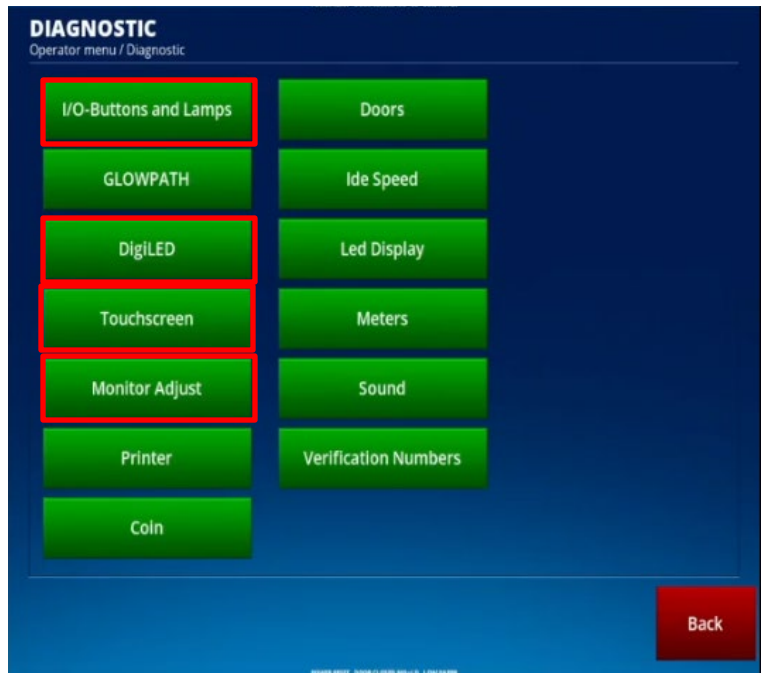 DIAGNOSTIC
Operator menu / Diagnostic
I/O-Buttons and Lamps
Doors
GLOWPATH
Ide Speed
DigiLED
Led Display
Touchscreen
Meters
Monitor Adjust
Sound
Printer
Verification Numbers
Coin
Back